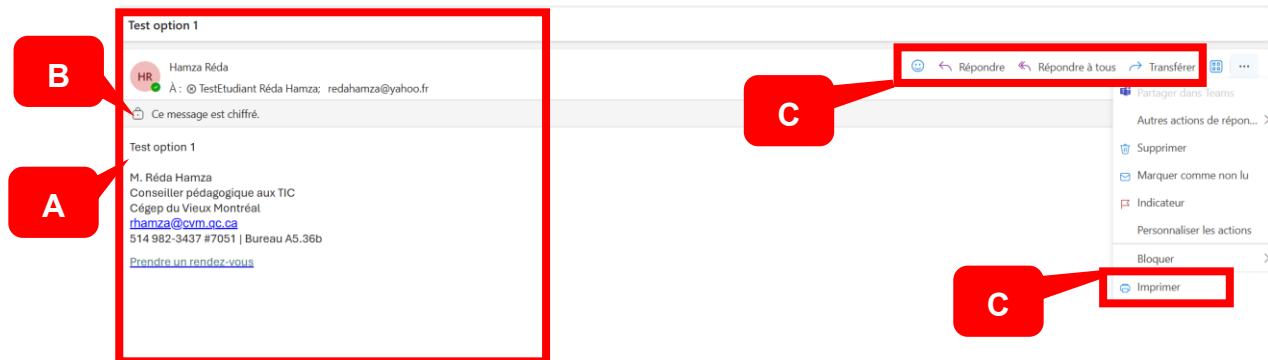 Test option 1
B
HR
Hamza Réda
À : TestEtudiant Réda Hamza; redahamza@yahoo.fr
Répondre Répondre à tous Transférer ...
Ce message est chiffré.
C
Partager dans Teams
Autres actions de répon...
Test option 1
Supprimer
A
M. Réda Hamza
Conseiller pédagogique aux TIC
Cégep du Vieux Montréal
rhamza@cvm.qc.ca
514 982-3437 #7051 | Bureau A5.36b
Prendre un rendez-vous
Marquer comme non lu
Indicateur
Personnaliser les actions
Bloquer
C
Imprimer